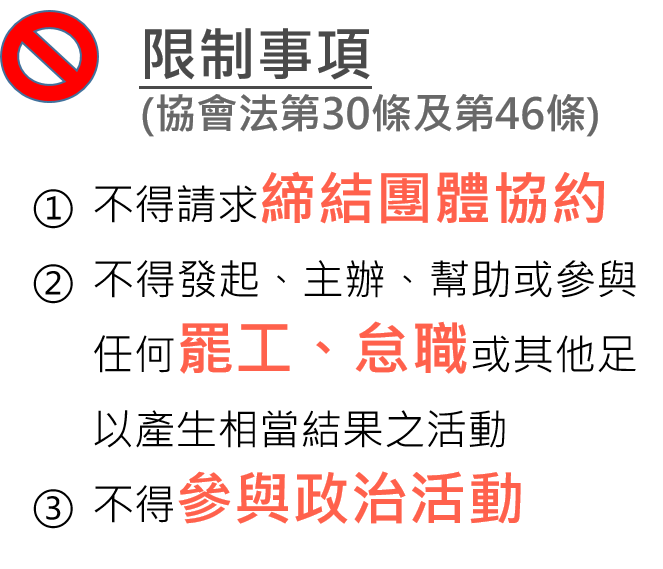 限制事項
(協會法第30條及第46條)
① 不得請求締結團體協約
② 不得發起、主辦、幫助或參與
任何罷工、怠職或其他足
以產生相當結果之活動
③ 不得參與政治活動